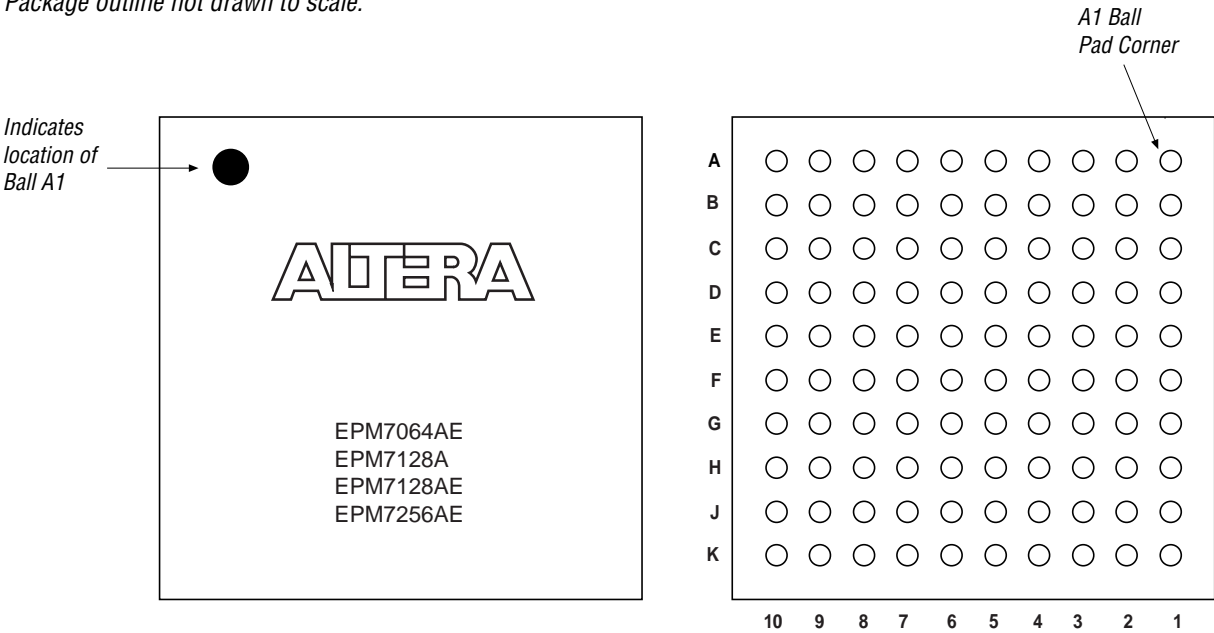 Package outline not drawn to scale.
A1 Ball
Pad Corner
Indicates
location of
Ball A1
ALTERA
EPM7064AE
EPM7128A
EPM7128AE
EPM7256AE
A
B
C
D
E
F
G
H
J
K
10 9 8 7 6 5 4 3 2 1